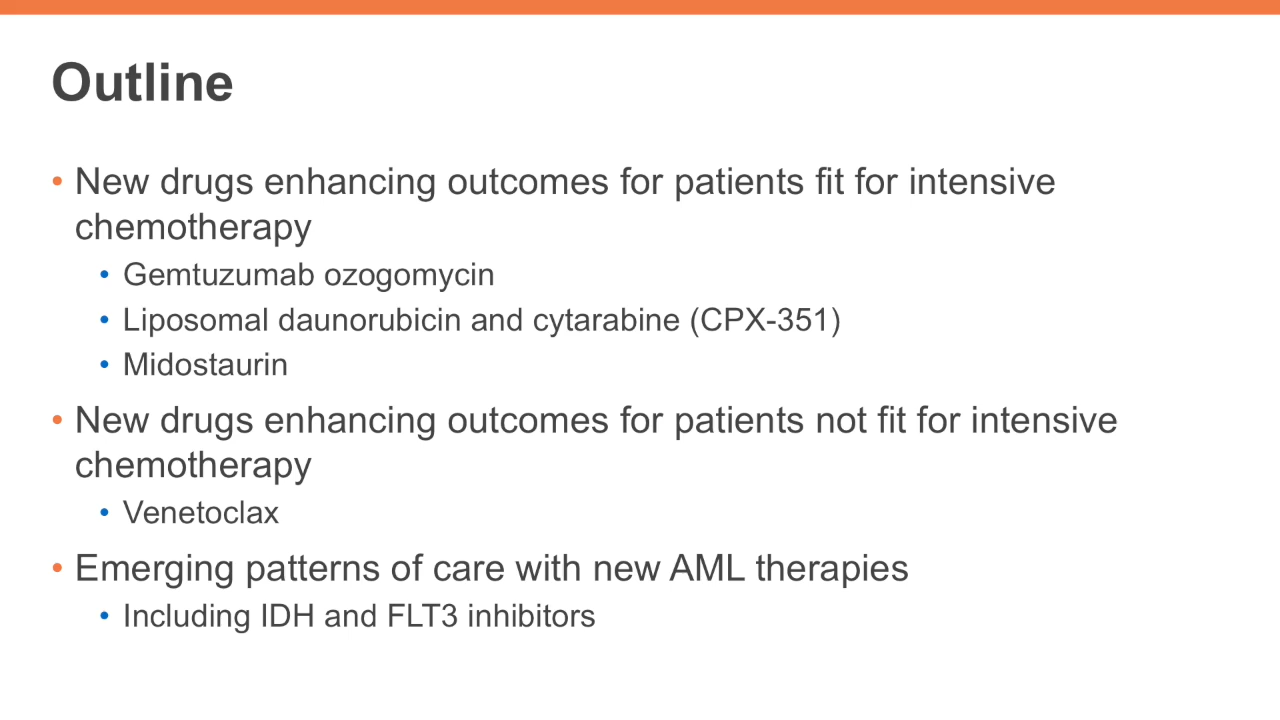 Outline
• New drugs enhancing outcomes for patients fit for intensive
chemotherapy
• Gemtuzumab ozogomycin
• Liposomal daunorubicin and cytarabine (CPX-351)
• Midostaurin
• New drugs enhancing outcomes for patients not fit for intensive
chemotherapy
• Venetoclax
• Emerging patterns of care with new AML therapies
• Including IDH and FLT3 inhibitors